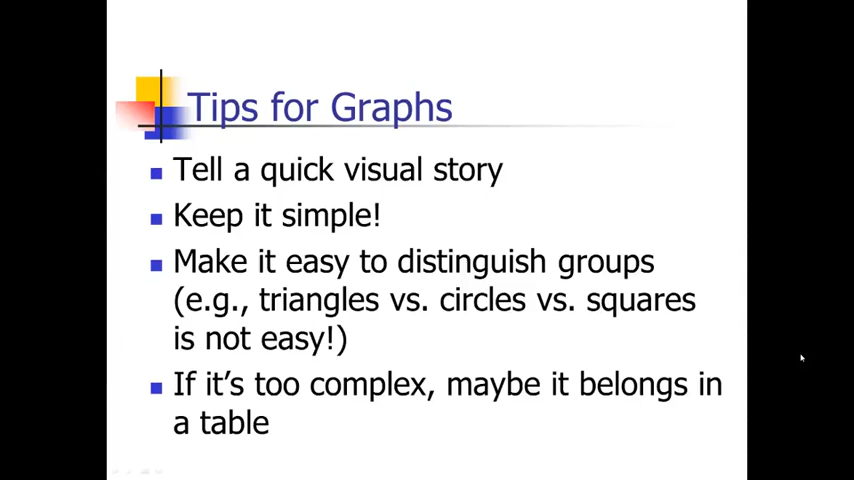 Tips for Graphs
Tell a quick visual story
Keep it simple!
Make it easy to distinguish groups
(e.g., triangles vs. circles vs. squares
is not easy!)
If it’s too complex, maybe it belongs in
a table